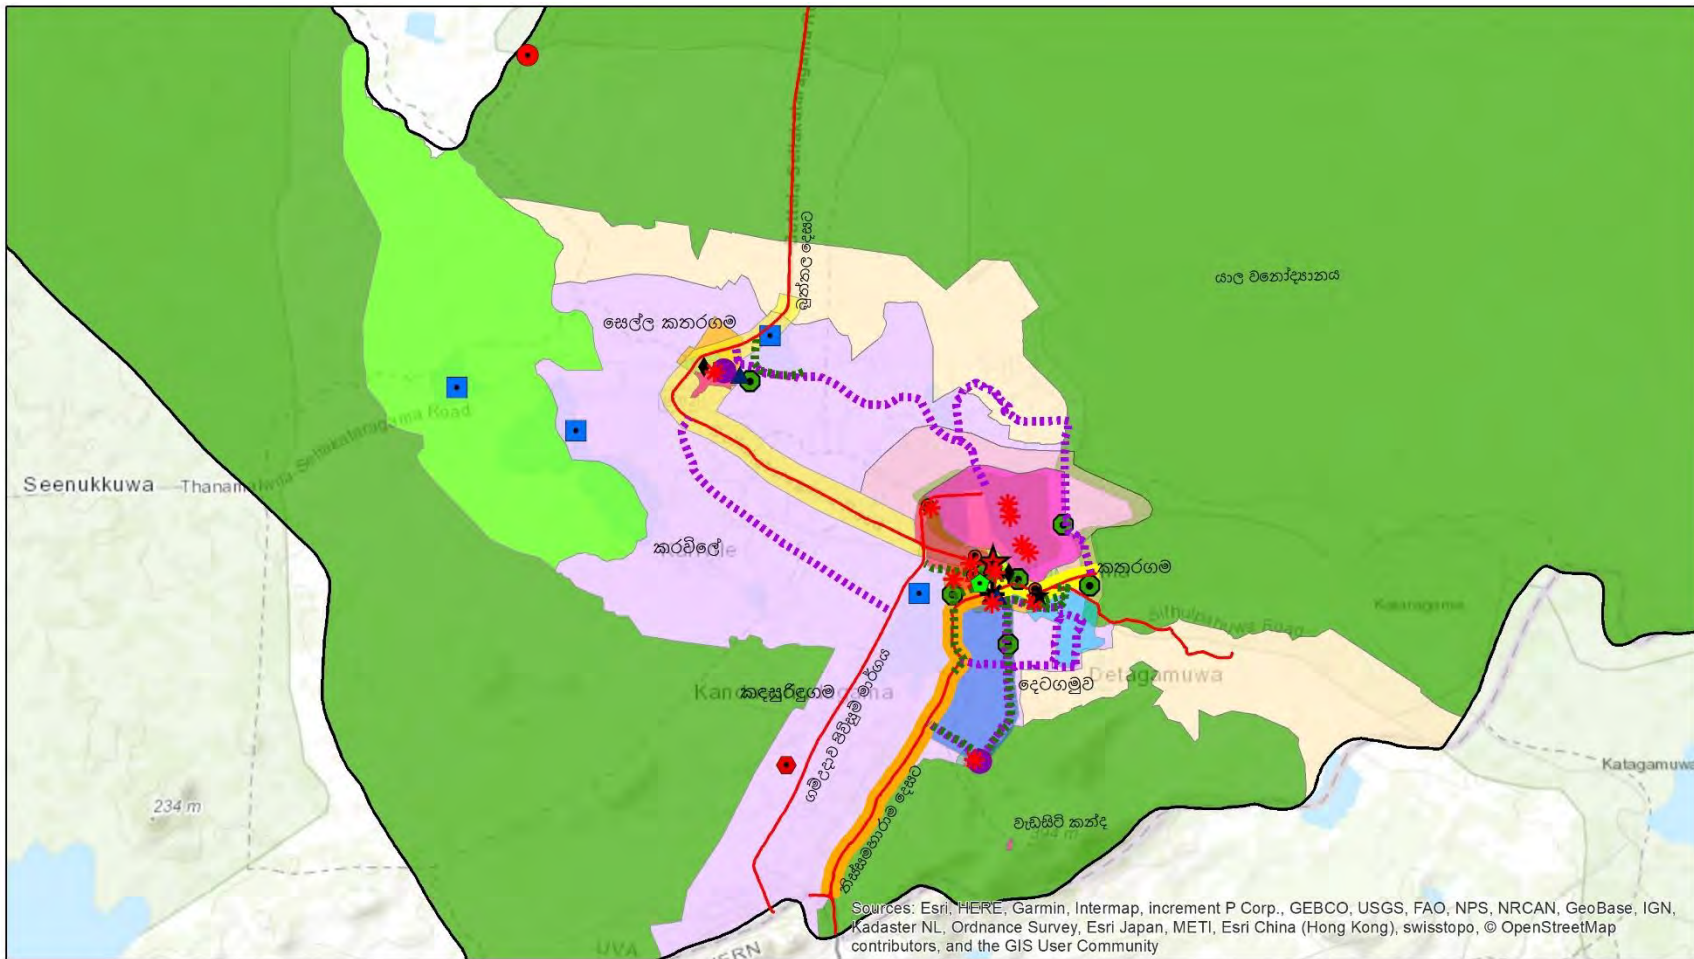 බුත්තල දෙසට
යාල වනෝද්‍යානය
සෙල්ල කතරගම
Thanamalwila-Sellakataragama Road
Seenukkuwa
කරවිලේ
කතරගම
Kataragama
Sithulpawuwa Road
Detagamuwa
දෙටගමුව
කඳසුරිඳුගම
ගම්උදාව පිවිසුම් මාර්ගය
තිස්සමහාරාම දෙසට
Katagamuwa
234 m
වැඩසිටි කන්ද
394 m
Sources: Esri, HERE, Garmin, Intermap, increment P Corp., GEBCO, USGS, FAO, NPS, NRCAN, GeoBase, IGN,
Kadaster NL, Ordnance Survey, Esri Japan, METI, Esri China (Hong Kong), swisstopo, © OpenStreetMap
contributors, and the GIS User Community
UVA